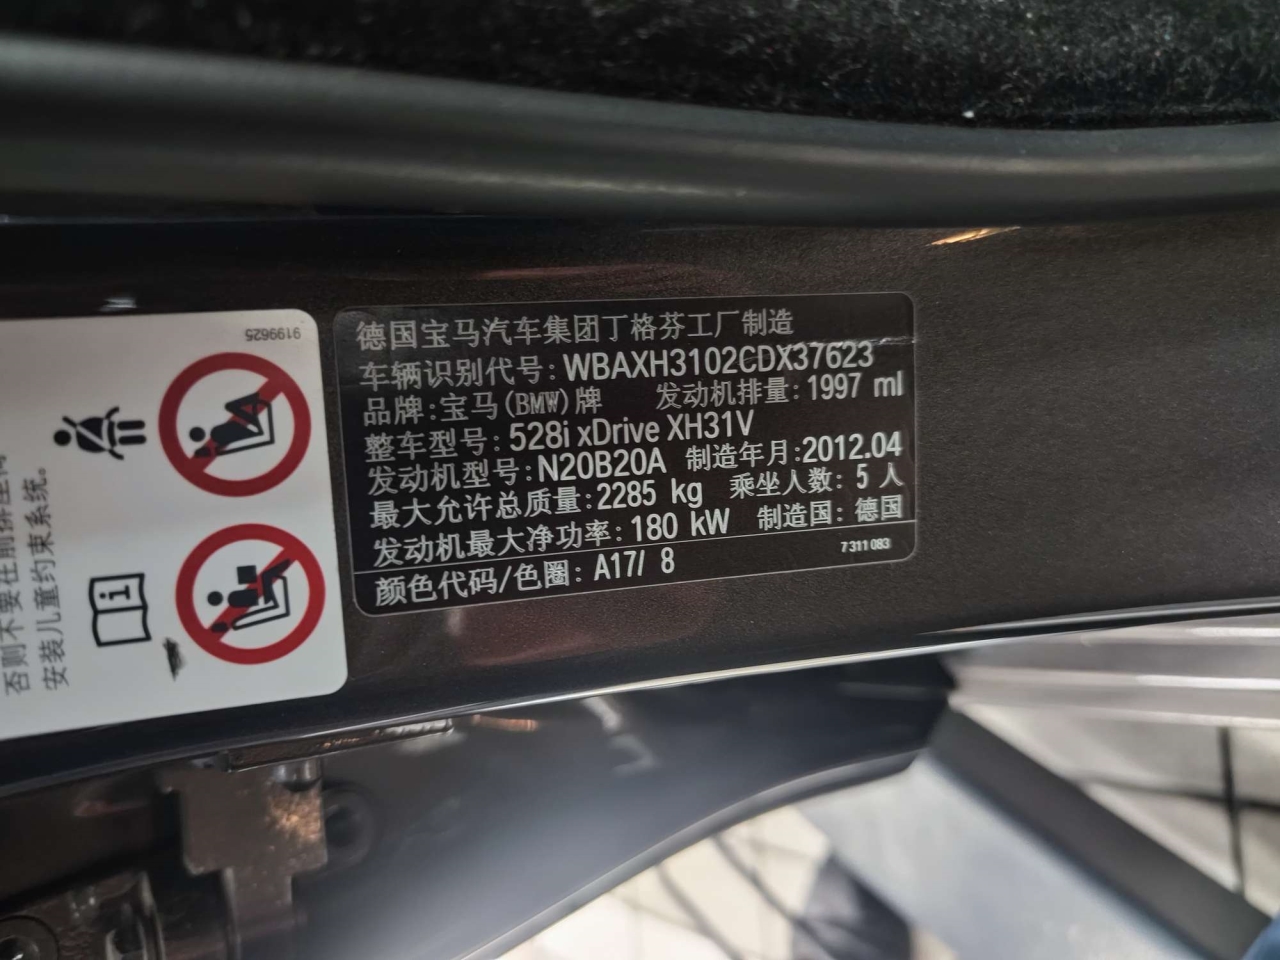 德国宝马汽车集团丁格芬工厂制造
车辆识别代号: WBAXH3102CDX37623
品牌:宝马(BMW)牌 发动机排量: 1997 ml
整车型号: 528i xDrive XH31V
发动机型号: N20B20A 制造年月:2012.04
最大允许总质量: 2285 kg 乘坐人数: 5 人
发动机最大净功率: 180 kW 制造国: 德国
7 311 083
颜色代码/色圈: A17/ 8
9199625
否则不要在前排座
安装儿童约束系统。